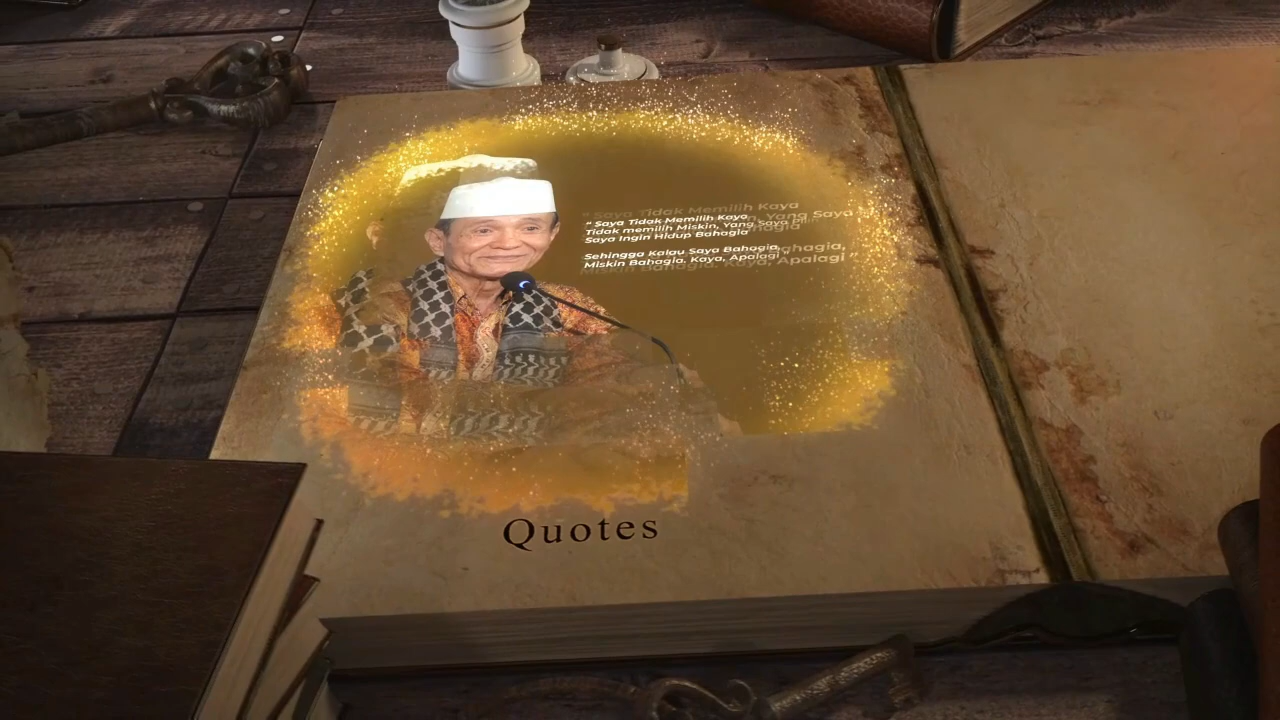 “ Saya Tidak Memilih Kaya
Tidak memilih Miskin, Yang Saya
Saya Ingin Hidup Bahagia
Sehingga Kalau Saya Bahagia,
Miskin Bahagia. Kaya, Apalagi ”
Quotes